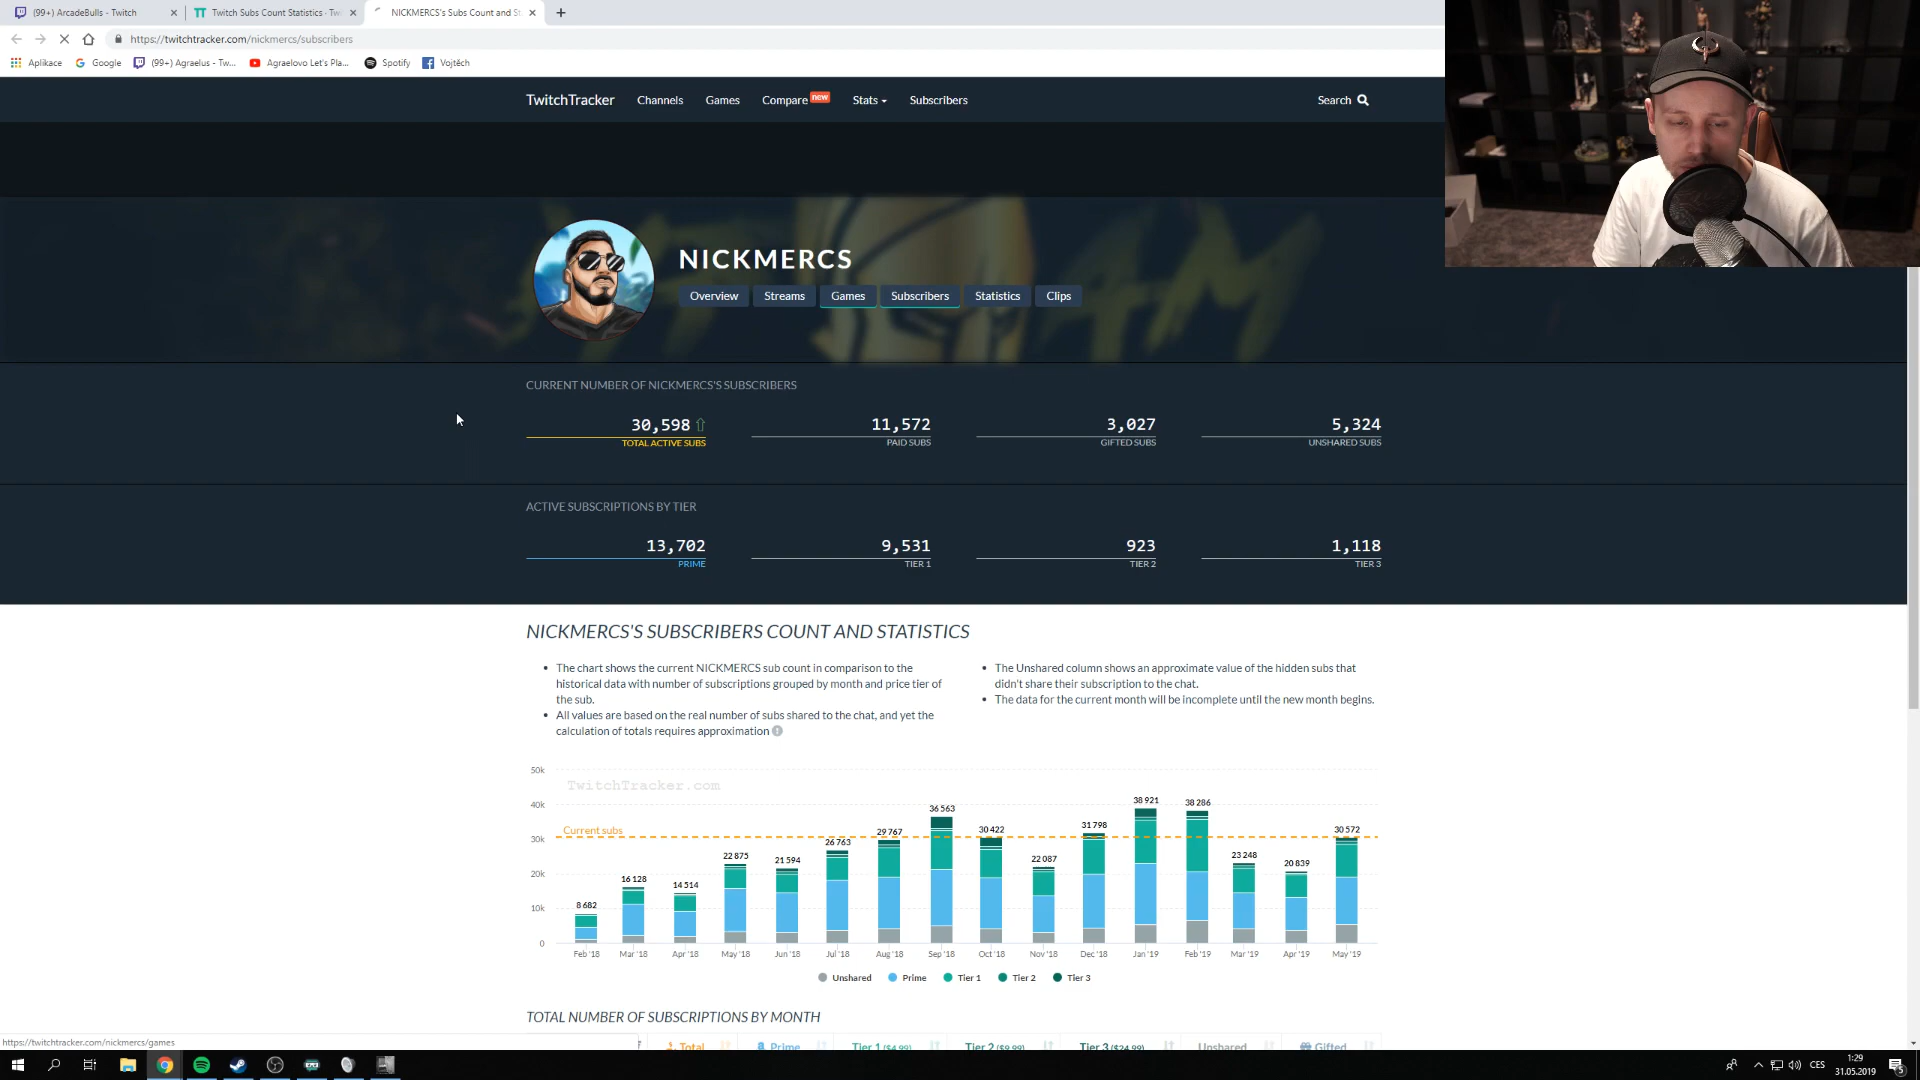 (99+) ArcadeBulls - Twitch
Twitch Subs Count Statistics · Tw
NICKMERCS's Subs Count and St
https://twitchtracker.com/nickmercs/subscribers
Aplikace Google (99+) Agraelus - Tw... Agraelovo Let's Pla... Spotify Vojtěch
TwitchTracker Channels Games Compare new Stats Subscribers Search
NICKMERCS
Overview Streams Games Subscribers Statistics Clips
CURRENT NUMBER OF NICKMERCS'S SUBSCRIBERS
30,598 11,572 3,027 5,324
TOTAL ACTIVE SUBS PAID SUBS GIFTED SUBS UNSHARED SUBS
ACTIVE SUBSCRIPTIONS BY TIER
13,702 9,531 923 1,118
PRIME TIER 1 TIER 2 TIER 3
NICKMERCS'S SUBSCRIBERS COUNT AND STATISTICS
The chart shows the current NICKMERCS sub count in comparison to the
historical data with number of subscriptions grouped by month and price tier of
the sub.
All values are based on the real number of subs shared to the chat, and yet the
calculation of totals requires approximation
The Unshared column shows an approximate value of the hidden subs that
didn't share their subscription to the chat.
The data for the current month will be incomplete until the new month begins.
50k
40k
30k
20k
10k
0
TwitchTracker.com
Current subs
8 682 16 128 14 514 22 875 21 594 26 763 29 767 36 563 30 422 22 087 31 798 38 921 38 286 23 248 20 839 30 572
Feb '18 Mar '18 Apr '18 May '18 Jun '18 Jul '18 Aug '18 Sep '18 Oct '18 Nov '18 Dec '18 Jan '19 Feb '19 Mar '19 Apr '19 May '19
Unshared Prime Tier 1 Tier 2 Tier 3
TOTAL NUMBER OF SUBSCRIPTIONS BY MONTH
Total Prime Tier 1 ($4.99) Tier 2 ($9.99) Tier 3 ($24.99) Unshared Gifted
https://twitchtracker.com/nickmercs/games
CES
1:29
31.05.2019
5